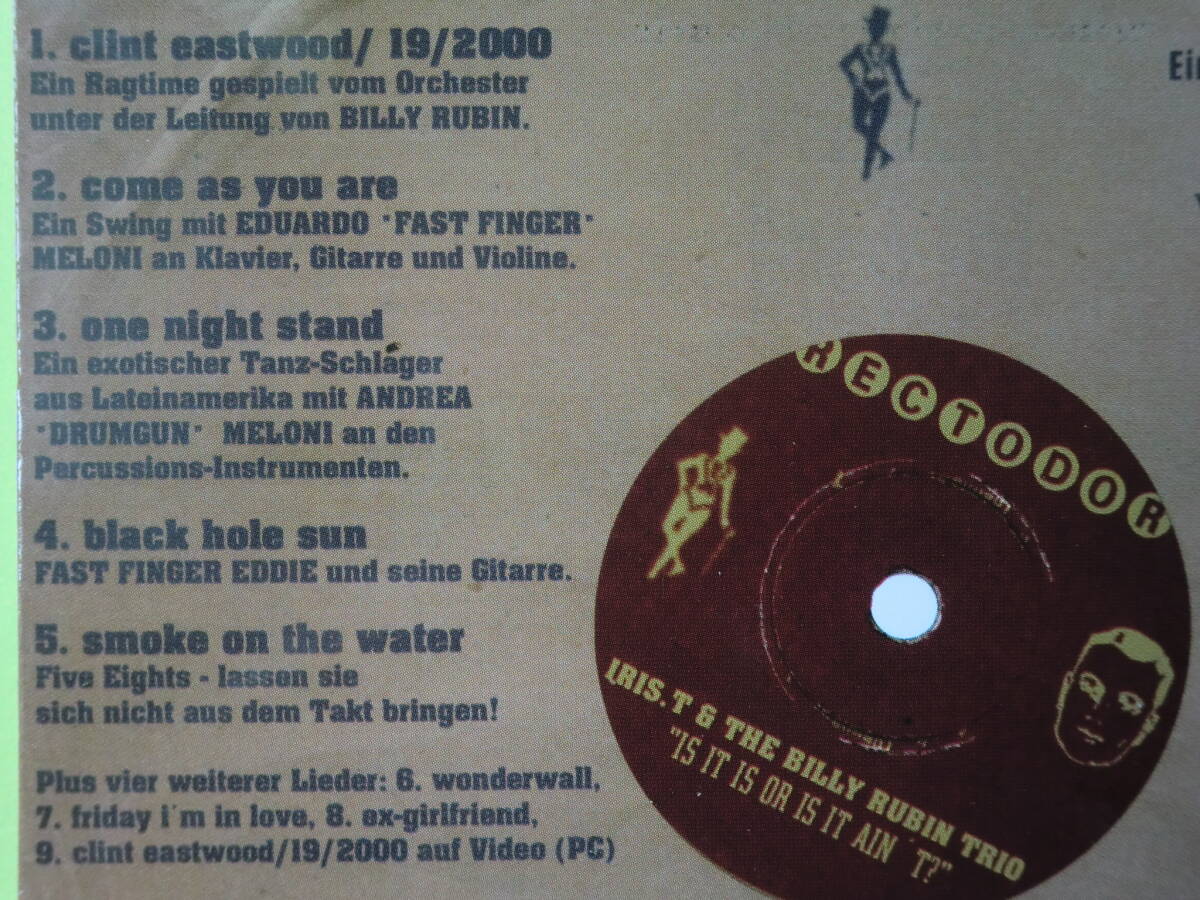 1. clint eastwood/ 19/2000
Ein Ragtime gespielt vom Orchester
unter der Leitung von BILLY RUBIN.
2. come as you are
Ein Swing mit EDUARDO "FAST FINGER"
MELONI an Klavier, Gitarre und Violine.
3. one night stand
Ein exotischer Tanz-Schlager
aus Lateinamerika mit ANDREA
"DRUMGUN" MELONI an den
Percussions-Instrumenten.
4. black hole sun
FAST FINGER EDDIE und seine Gitarre.
5. smoke on the water
Five Eights - lassen sie
sich nicht aus dem Takt bringen!
Plus vier weiterer Lieder: 6. wonderwall,
7. friday i´m in love, 8. ex-girlfriend,
9. clint eastwood/19/2000 auf Video (PC)
RECTODOR
IRIS.T & THE BILLY RUBIN TRIO
"IS IT IS OR IS IT AIN ´T?"